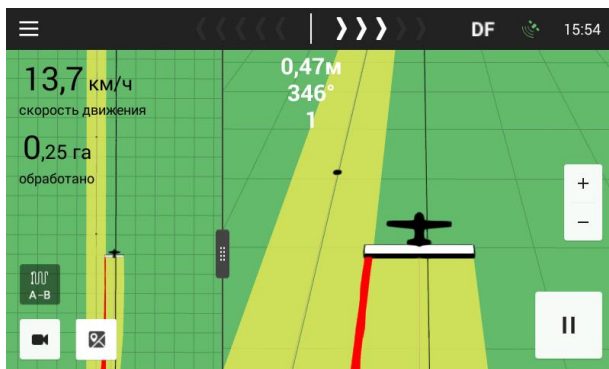 DF 15:54
13,7 км/ч
скорость движения
0,25 га
обработано
0,47м
346°
1
A-B
+
−